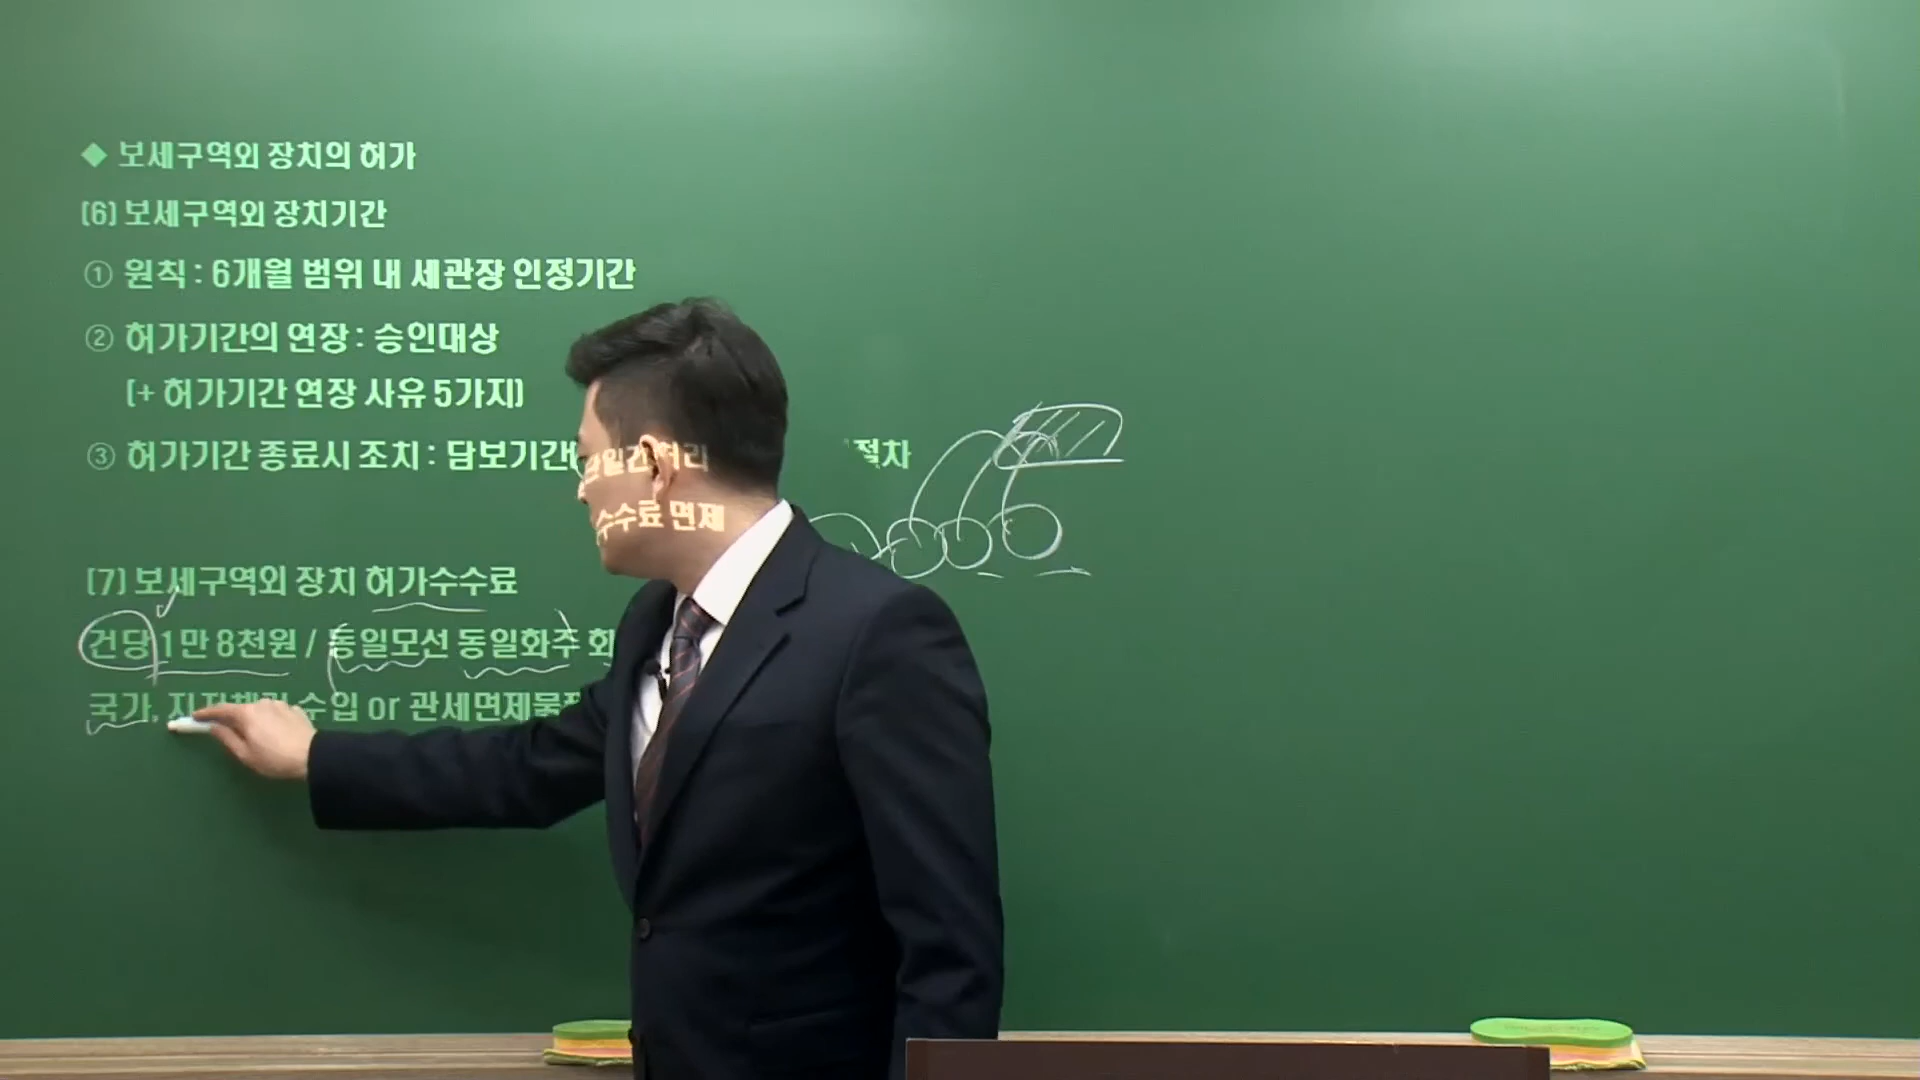 ◆ 보세구역외 장치의 허가
(6) 보세구역외 장치기간
① 원칙 : 6개월 범위 내 세관장 인정기간
② 허가기간의 연장 : 승인대상
(+ 허가기간 연장 사유 5가지)
③ 허가기간 종료시 조치 : 담보기간 절차
수수료 면제
(7) 보세구역외 장치 허가수수료
건당 1만 8천원 / 동일모선 동일화주
국가, 수입 or 관세면제물품